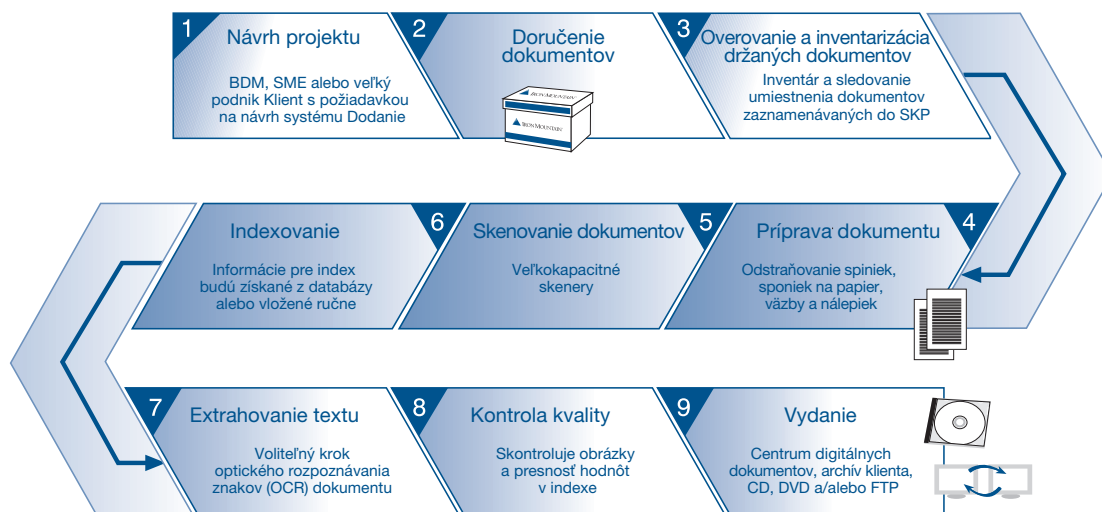 1
Návrh projektu
BDM, SME alebo veľký
podnik Klient s požiadavkou
na návrh systému Dodanie
2
Doručenie
dokumentov
IRON MOUNTAIN
IRON MOUNTAIN
3
Overovanie a inventarizácia
držaných dokumentov
Inventár a sledovanie
umiestnenia dokumentov
zaznamenávaných do SKP
4
Príprava dokumentu
Odstraňovanie spiniek,
sponiek na papier,
väzby a nálepiek
5
Skenovanie dokumentov
Veľkokapacitné
skenery
6
Indexovanie
Informácie pre index
budú získané z databázy
alebo vložené ručne
7
Extrahovanie textu
Voliteľný krok
optického rozpoznávania
znakov (OCR) dokumentu
8
Kontrola kvality
Skontroluje obrázky
a presnosť hodnôt
v indexe
9
Vydanie
Centrum digitálnych
dokumentov, archív klienta,
CD, DVD a/alebo FTP